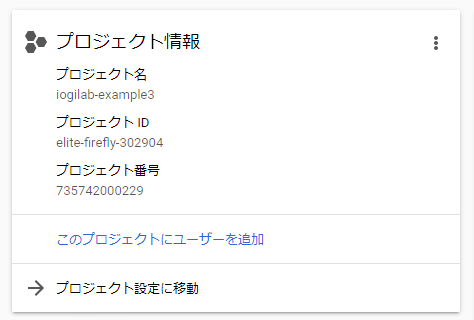 プロジェクト情報
プロジェクト名
iogilab-example3
プロジェクト ID
elite-firefly-302904
プロジェクト番号
735742000229
このプロジェクトにユーザーを追加
プロジェクト設定に移動